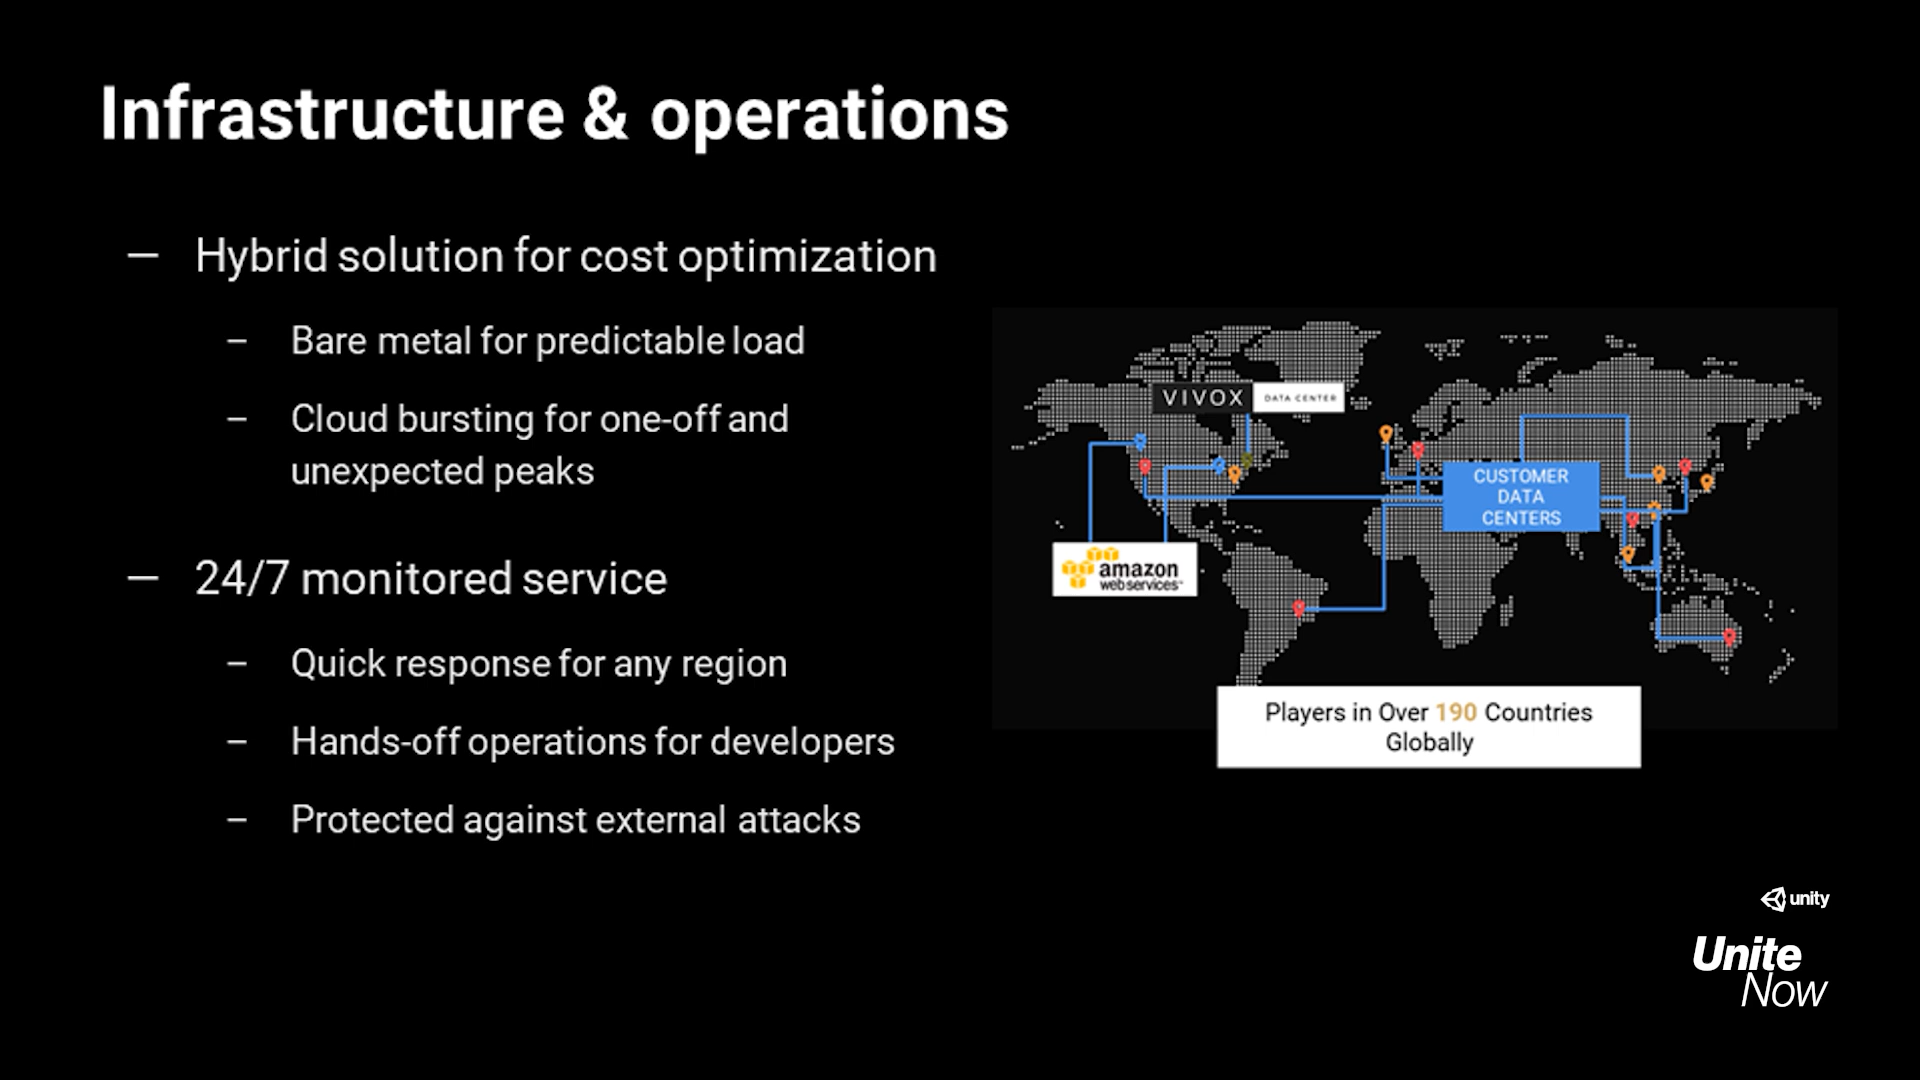 Infrastructure & operations
— Hybrid solution for cost optimization
– Bare metal for predictable load
– Cloud bursting for one-off and
unexpected peaks
— 24/7 monitored service
– Quick response for any region
– Hands-off operations for developers
– Protected against external attacks
VIVOX DATA CENTER
CUSTOMER
DATA
CENTERS
amazon
webservices™
Players in Over 190 Countries
Globally
unity
Unite
Now